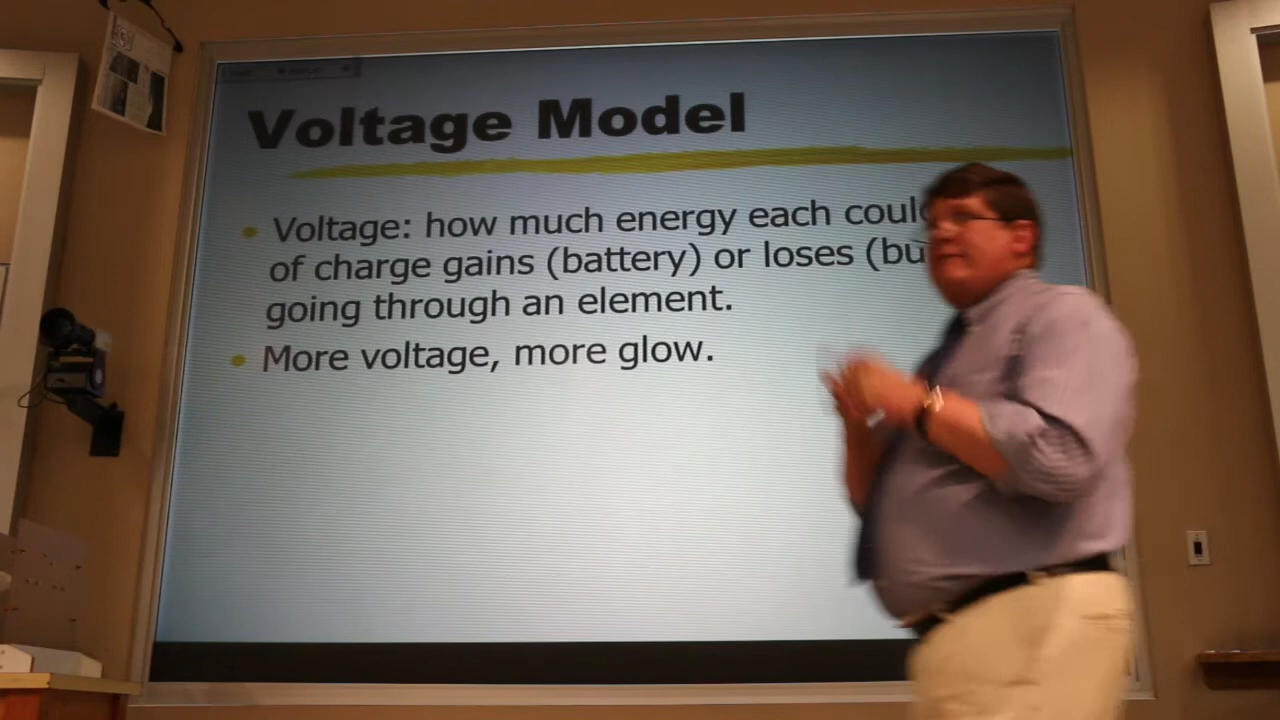 Voltage Model
Voltage: how much energy each coul
of charge gains (battery) or loses (bu
going through an element.
More voltage, more glow.